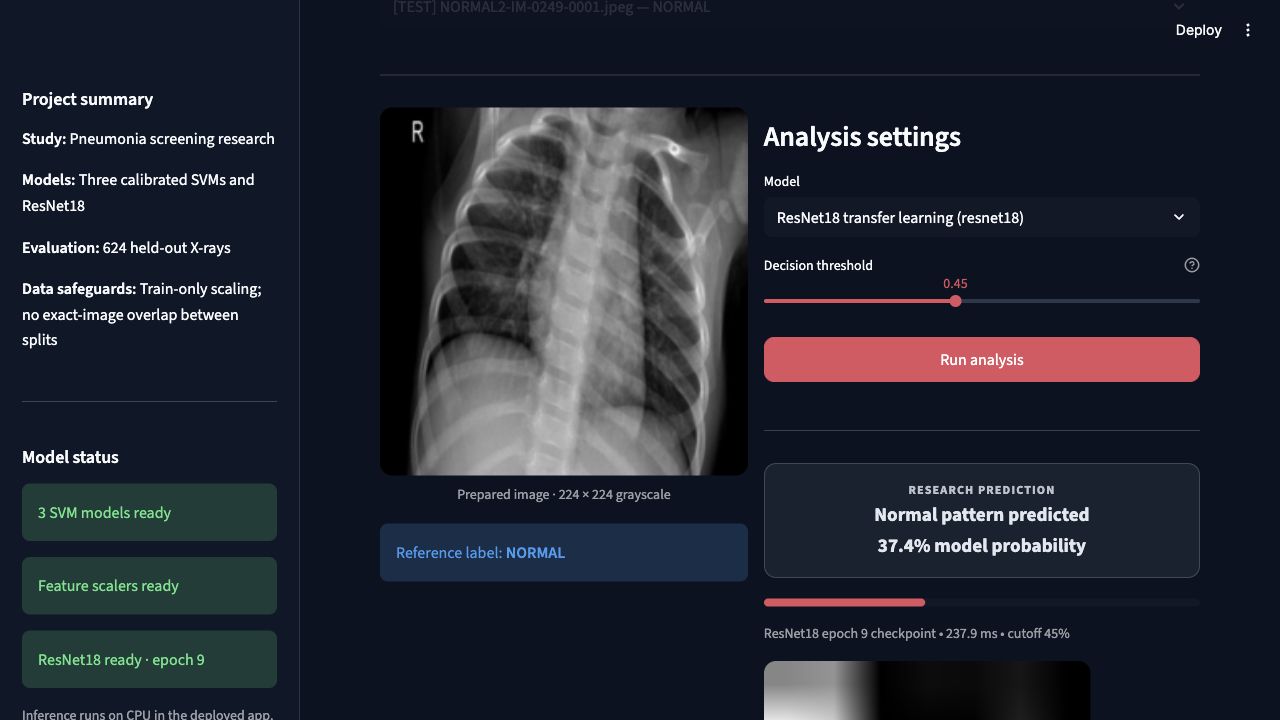 [TEST] NORMAL2-IM-0249-0001.jpeg — NORMAL
Deploy
Project summary
Study: Pneumonia screening research
Models: Three calibrated SVMs and
ResNet18
Evaluation: 624 held-out X-rays
Data safeguards: Train-only scaling;
no exact-image overlap between
splits
Model status
3 SVM models ready
Feature scalers ready
ResNet18 ready · epoch 9
Inference runs on CPU in the deployed app.
R
Prepared image · 224 × 224 grayscale
Reference label: NORMAL
Analysis settings
Model
ResNet18 transfer learning (resnet18)
Decision threshold
0.45
Run analysis
RESEARCH PREDICTION
Normal pattern predicted
37.4% model probability
ResNet18 epoch 9 checkpoint • 237.9 ms • cutoff 45%